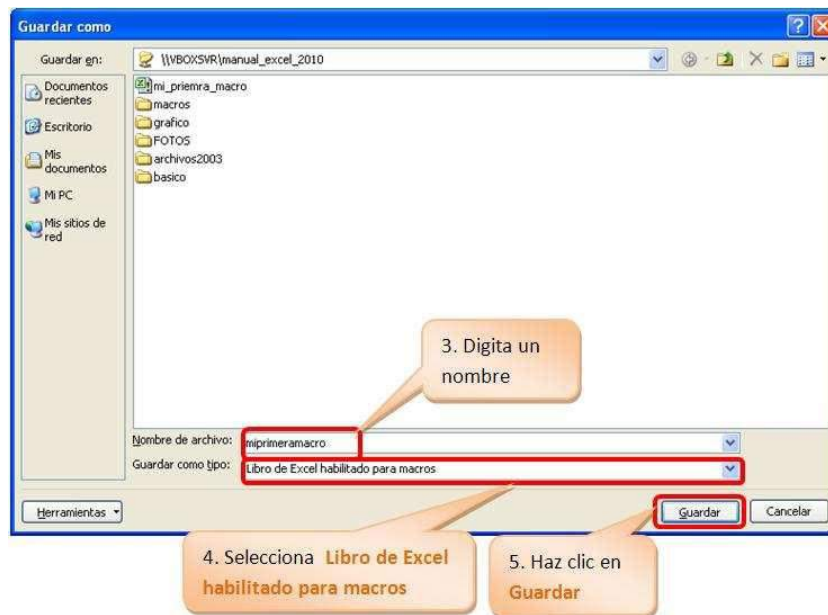 Guardar como
Guardar en:
\\VBOXSVR\manual_excel_2010
Documentos
recientes
Escritorio
Mis
documentos
Mi PC
Mis sitios de
red
mi_priemra_macro
macros
grafico
FOTOS
archivos2003
basico
3. Digita un
nombre
Nombre de archivo:
miprimeramacro
Guardar como tipo:
Libro de Excel habilitado para macros
Herramientas
Guardar
Cancelar
4. Selecciona Libro de Excel
habilitado para macros
5. Haz clic en
Guardar